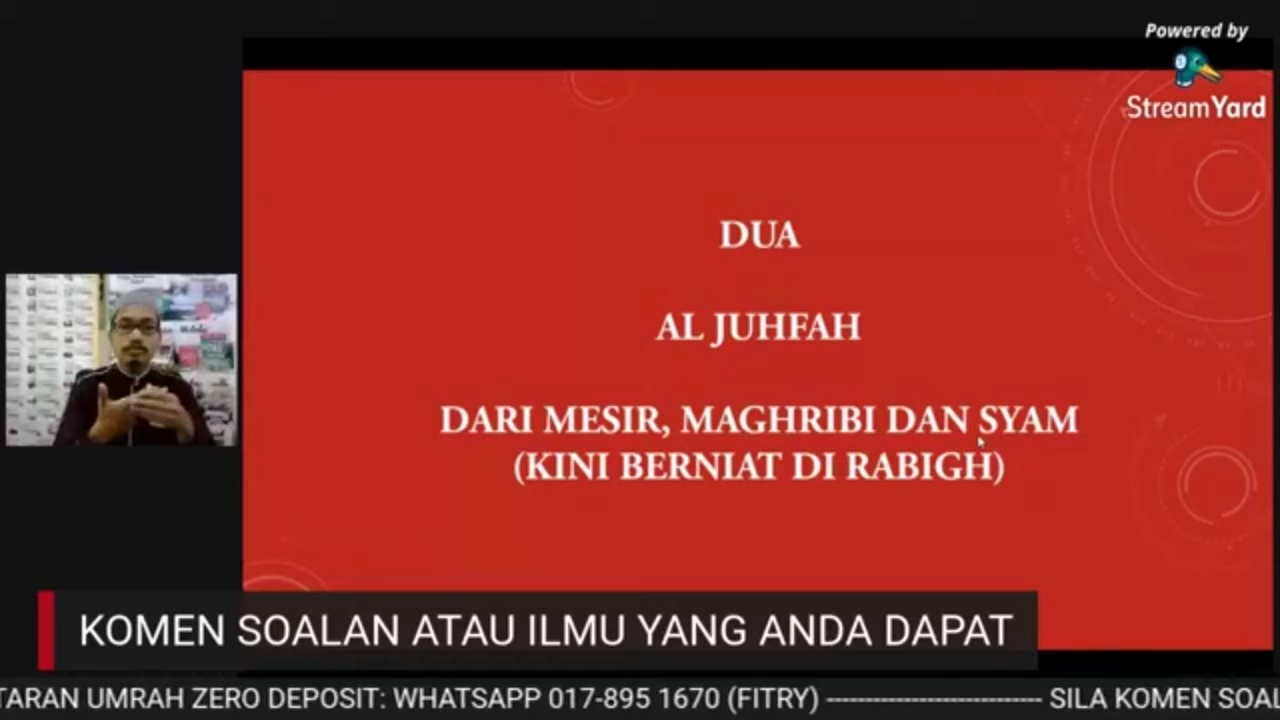 Powered by
StreamYard
DUA
AL JUHFAH
DARI MESIR, MAGHRIBI DAN SYAM
(KINI BERNIAT DI RABIGH)
KOMEN SOALAN ATAU ILMU YANG ANDA DAPAT
TARAN UMRAH ZERO DEPOSIT: WHATSAPP 017-895 1670 (FITRY) --------------------------- SILA KOMEN SOAL